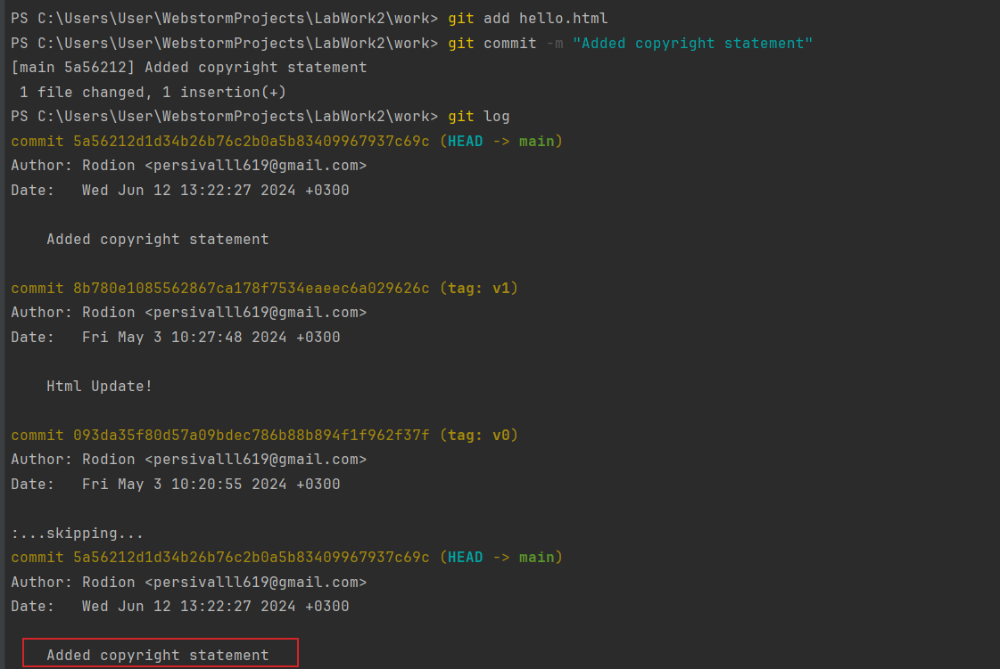 PS C:\Users\User\WebstormProjects\LabWork2\work> git add hello.html
PS C:\Users\User\WebstormProjects\LabWork2\work> git commit -m "Added copyright statement"
[main 5a56212] Added copyright statement
 1 file changed, 1 insertion(+)
PS C:\Users\User\WebstormProjects\LabWork2\work> git log
commit 5a56212d1d34b26b76c2b0a5b83409967937c69c (HEAD -> main)
Author: Rodion <persivalll619@gmail.com>
Date:   Wed Jun 12 13:22:27 2024 +0300
    Added copyright statement
commit 8b780e1085562867ca178f7534eaeec6a029626c (tag: v1)
Author: Rodion <persivalll619@gmail.com>
Date:   Fri May 3 10:27:48 2024 +0300
    Html Update!
commit 093da35f80d57a09bdec786b88b894f1f962f37f (tag: v0)
Author: Rodion <persivalll619@gmail.com>
Date:   Fri May 3 10:20:55 2024 +0300
:...skipping...
commit 5a56212d1d34b26b76c2b0a5b83409967937c69c (HEAD -> main)
Author: Rodion <persivalll619@gmail.com>
Date:   Wed Jun 12 13:22:27 2024 +0300
    Added copyright statement